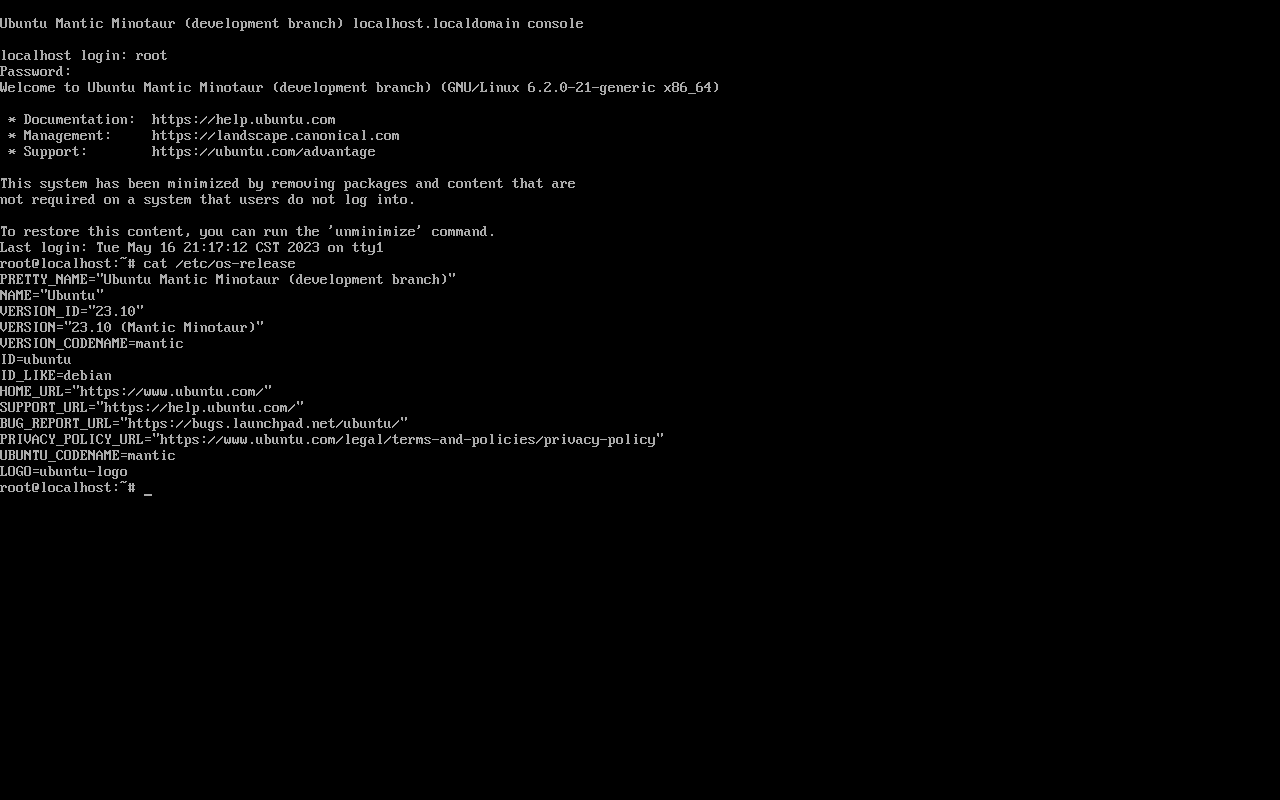 Ubuntu Mantic Minotaur (development branch) localhost.localdomain console
localhost login: root
Password:
Welcome to Ubuntu Mantic Minotaur (development branch) (GNU/Linux 6.2.0-21-generic x86_64)
* Documentation:  https://help.ubuntu.com
* Management:     https://landscape.canonical.com
* Support:        https://ubuntu.com/advantage
This system has been minimized by removing packages and content that are
not required on a system that users do not log into.
To restore this content, you can run the 'unminimize' command.
Last login: Tue May 16 21:17:12 CST 2023 on tty1
root@localhost:~# cat /etc/os-release
PRETTY_NAME="Ubuntu Mantic Minotaur (development branch)"
NAME="Ubuntu"
VERSION_ID="23.10"
VERSION="23.10 (Mantic Minotaur)"
VERSION_CODENAME=mantic
ID=ubuntu
ID_LIKE=debian
HOME_URL="https://www.ubuntu.com/"
SUPPORT_URL="https://help.ubuntu.com/"
BUG_REPORT_URL="https://bugs.launchpad.net/ubuntu/"
PRIVACY_POLICY_URL="https://www.ubuntu.com/legal/terms-and-policies/privacy-policy"
UBUNTU_CODENAME=mantic
LOGO=ubuntu-logo
root@localhost:~# _